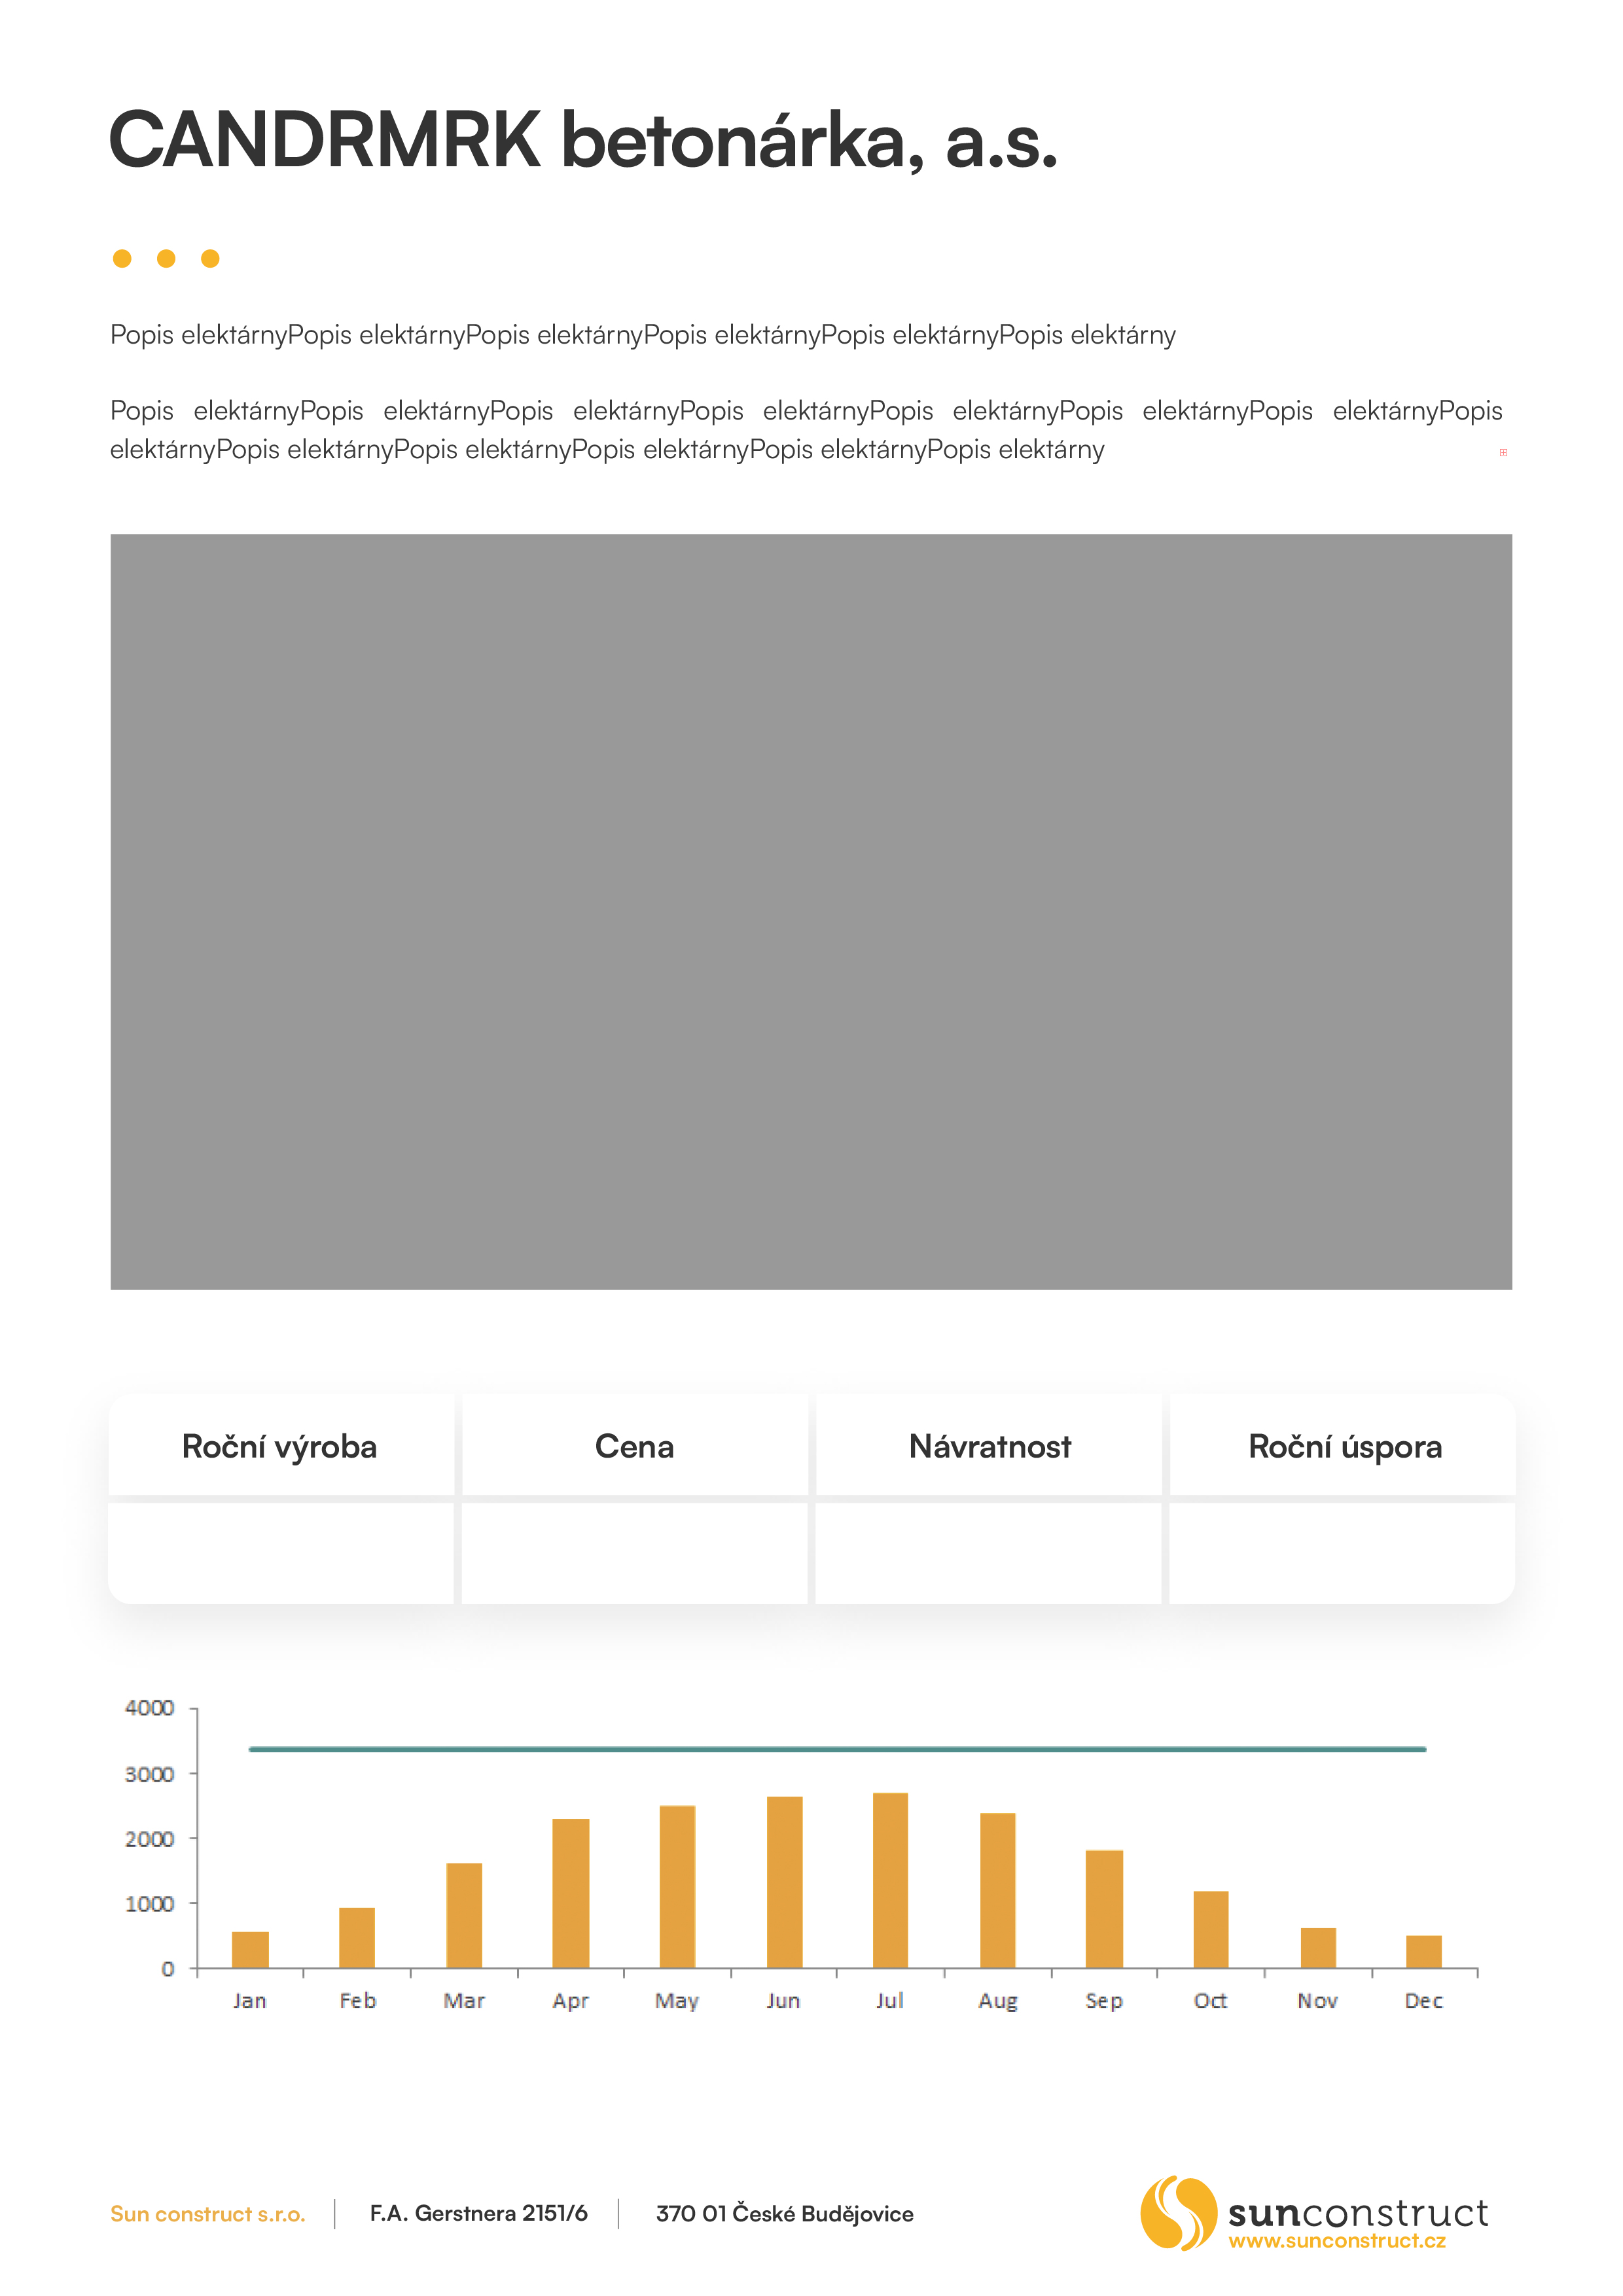 CANDRMRK betonárka, a.s.
Popis elektárnyPopis elektárnyPopis elektárnyPopis elektárnyPopis elektárnyPopis elektárny
Popis elektárnyPopis elektárnyPopis elektárnyPopis elektárnyPopis elektárnyPopis elektárnyPopis elektárnyPopis
elektárnyPopis elektárnyPopis elektárnyPopis elektárnyPopis elektárnyPopis elektárny
Roční výroba Cena Návratnost Roční úspora
4000
3000
2000
1000
0
Jan Feb Mar Apr May Jun Jul Aug Sep Oct Nov Dec
Sun construct s.r.o. F.A. Gerstnera 2151/6 370 01 České Budějovice
sunconstruct
www.sunconstruct.cz